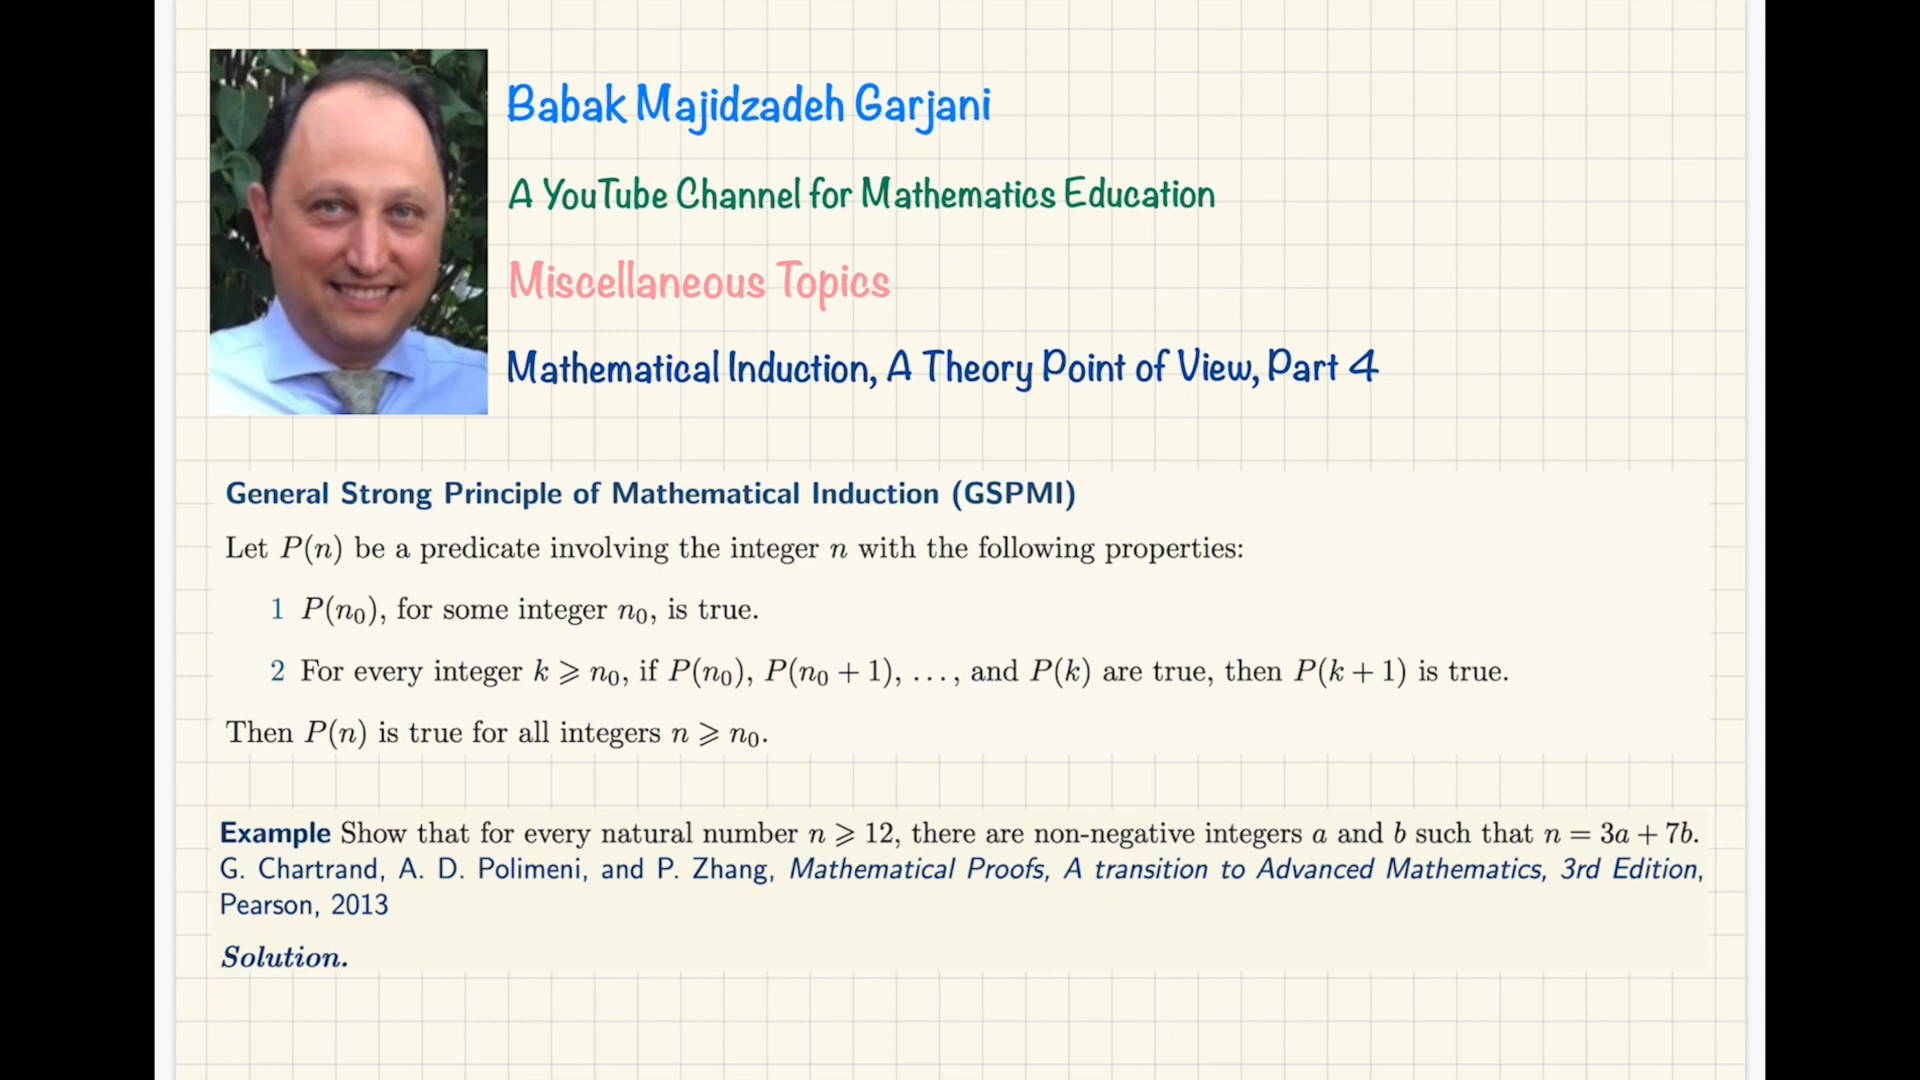 Babak Majidzadeh Garjani
A YouTube Channel for Mathematics Education
Miscellaneous Topics
Mathematical Induction, A Theory Point of View, Part 4
General Strong Principle of Mathematical Induction (GSPMI)
Let P(n) be a predicate involving the integer n with the following properties:
1 P(n₀), for some integer n₀, is true.
2 For every integer k ⩾ n₀, if P(n₀), P(n₀ + 1), ..., and P(k) are true, then P(k + 1) is true.
Then P(n) is true for all integers n ⩾ n₀.
Example Show that for every natural number n ⩾ 12, there are non-negative integers a and b such that n = 3a + 7b.
G. Chartrand, A. D. Polimeni, and P. Zhang, Mathematical Proofs, A transition to Advanced Mathematics, 3rd Edition,
Pearson, 2013
Solution.